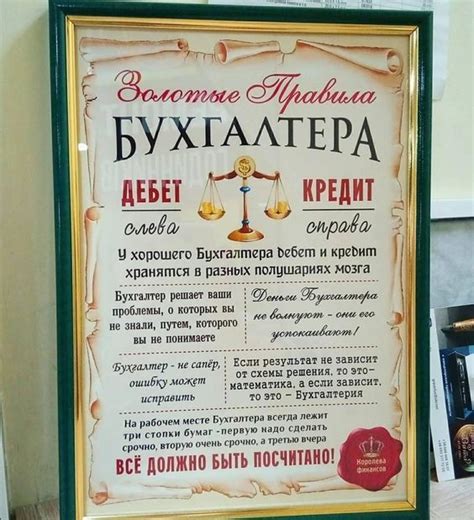 Золотые Правила
БУХГАЛТЕРА
ДЕБЕТ
слева
$
КРЕДИТ
справа
У хорошего Бухгалтера дебет и кредит
хранятся в разных полушариях мозга
Бухгалтер решает ваши
проблемы, о которых вы
не знали, путем, которого
вы не понимаете
Деньги Бухгалтера
не волнуют - они его
успокаивают!
Бухгалтер - не сапёр,
ошибку может
исправить
Если результат не зависит
от схемы решения, то это-
математика, а если зависит,
то это - Бухгалтерия
На рабочем месте Бухгалтера всегда лежит
три стопки бумаг -первую надо сделать
срочно, вторую очень срочно, а третью вчера
ВСЁ ДОЛЖНО БЫТЬ ПОСЧИТАНО!
Королева
финансов